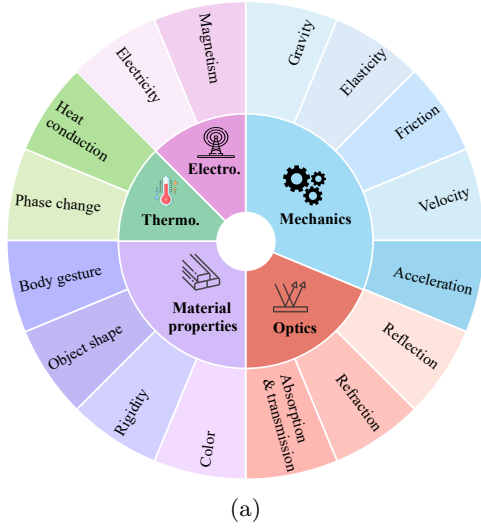 Gravity
Elasticity
Friction
Velocity
Acceleration
Reflection
Refraction
Absorption
& transmission
Color
Rigidity
Object shape
Body gesture
Phase change
Heat
conduction
Electricity
Magnetism
Electro.
Mechanics
Thermo.
Material
properties
Optics
(a)